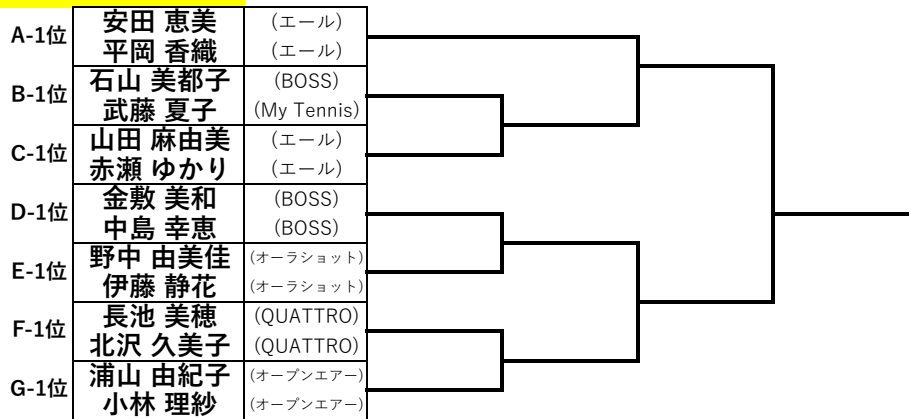 A-1位 安田 恵美 (エール)
平岡 香織 (エール)
B-1位 石山 美都子 (BOSS)
武藤 夏子 (My Tennis)
C-1位 山田 麻由美 (エール)
赤瀬 ゆかり (エール)
D-1位 金敷 美和 (BOSS)
中島 幸恵 (BOSS)
E-1位 野中 由美佳 (オーラショット)
伊藤 静花 (オーラショット)
F-1位 長池 美穂 (QUATTRO)
北沢 久美子 (QUATTRO)
G-1位 浦山 由紀子 (オープンエアー)
小林 理紗 (オープンエアー)